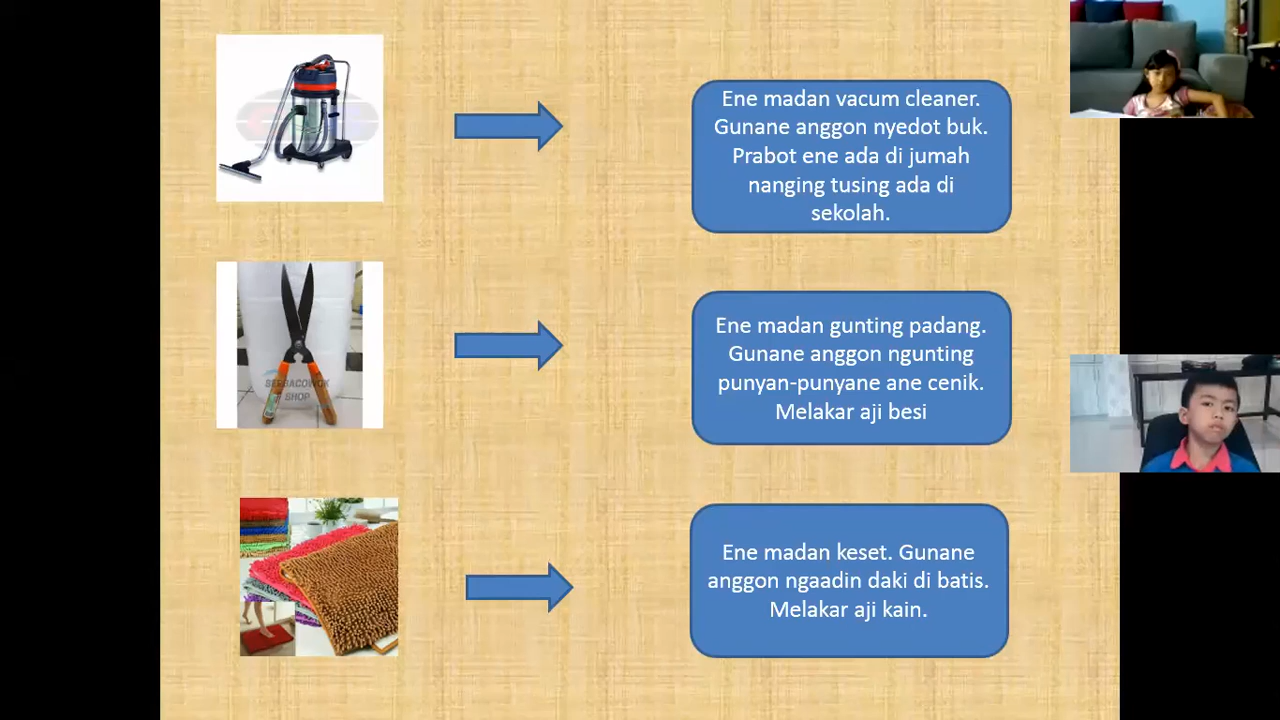 Ene madan vacum cleaner.
Gunane anggon nyedot buk.
Prabot ene ada di jumah
nanging tusing ada di
sekolah.
SERBACOWOK
SHOP
Ene madan gunting padang.
Gunane anggon ngunting
punyan-punyane ane cenik.
Melakar aji besi
Ene madan keset. Gunane
anggon ngaadin daki di batis.
Melakar aji kain.